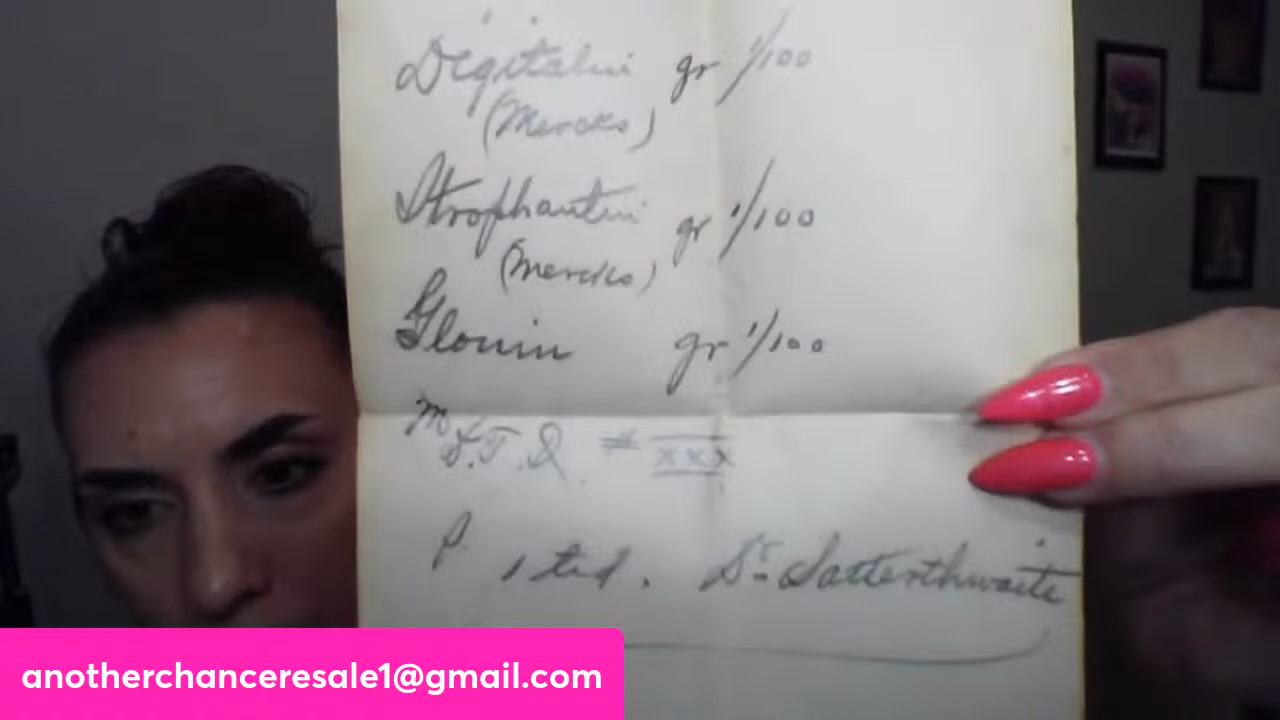 Digitalin gr 1/100
(Mercks)
Strophantin gr 1/100
(Mercks)
Glonin gr 1/100
M
F.T.D. # XXX
P. 1 t.i.d. Dr. Satterthwaite
anotherchanceresale1@gmail.com